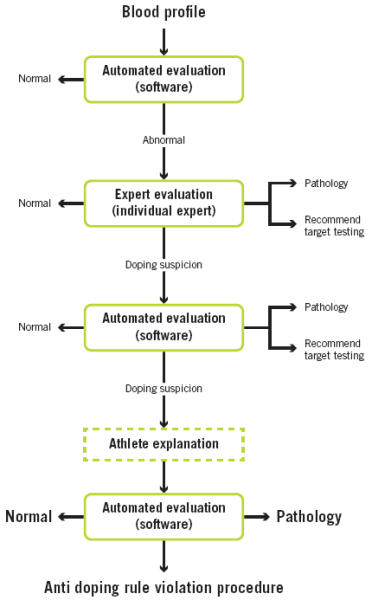 Blood profile
Automated evaluation
(software)
Normal
Abnormal
Expert evaluation
(individual expert)
Normal
Pathology
Recommend
target testing
Doping suspicion
Automated evaluation
(software)
Normal
Pathology
Recommend
target testing
Doping suspicion
Athlete explanation
Automated evaluation
(software)
Normal
Pathology
Anti doping rule violation procedure